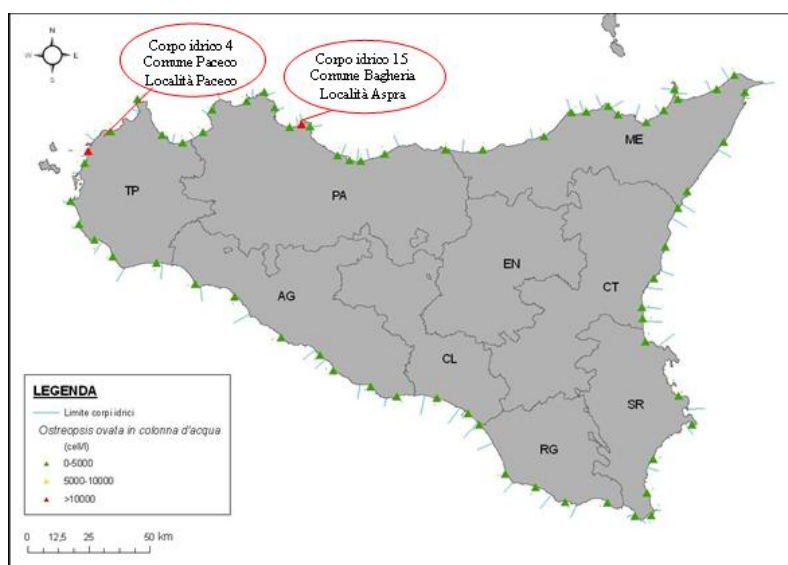 Corpo idrico 4
Comune Paceco
Località Paceco
Corpo idrico 15
Comune Bagheria
Località Aspra
N
W
E
S
ME
TP
PA
EN
AG
CT
CL
SR
RG
LEGENDA
Limite corpi idrici
Ostreopsis ovata in colonna d'acqua
(cell/l)
0-5000
5000-10000
>10000
0 12,5 25 50 km